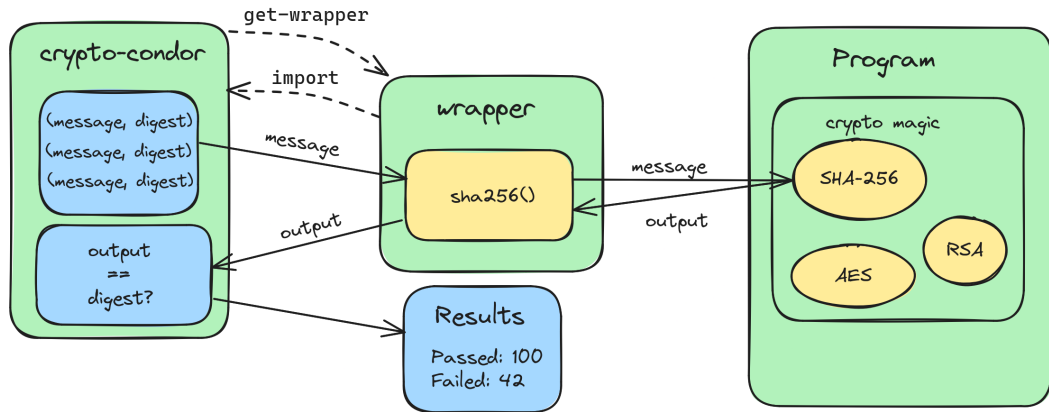 get-wrapper
crypto-condor
import
Program
wrapper
(message, digest)
(message, digest)
(message, digest)
message
sha256()
message
output
crypto magic
SHA-256
RSA
AES
output
output
==
digest?
Results
Passed: 100
Failed: 42